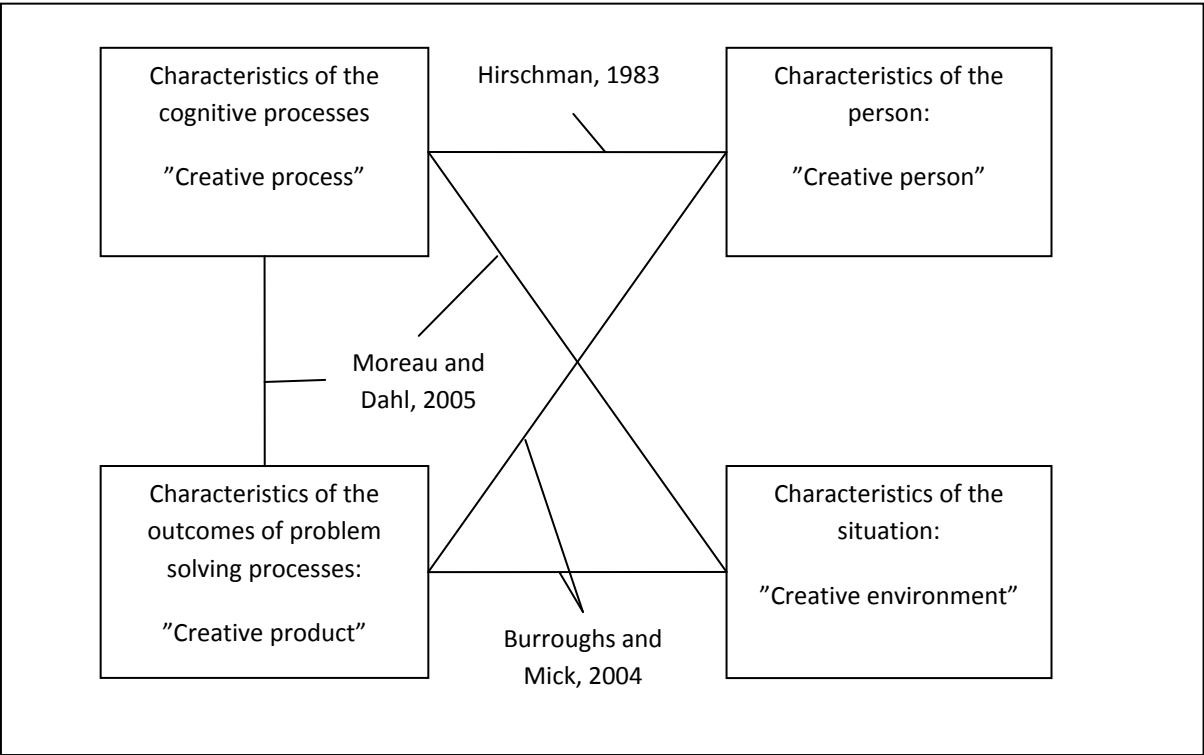 Characteristics of the
cognitive processes
”Creative process”
Hirschman, 1983
Characteristics of the
person:
”Creative person”
Moreau and
Dahl, 2005
Characteristics of the
outcomes of problem
solving processes:
”Creative product”
Burroughs and
Mick, 2004
Characteristics of the
situation:
”Creative environment”